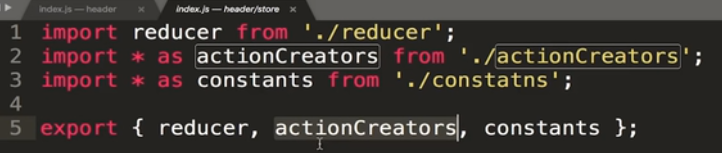 index.js — header × index.js — header/store ×
1 import reducer from './reducer';
2 import * as actionCreators from './actionCreators';
3 import * as constants from './constatns';
4
5 export { reducer, actionCreators, constants };